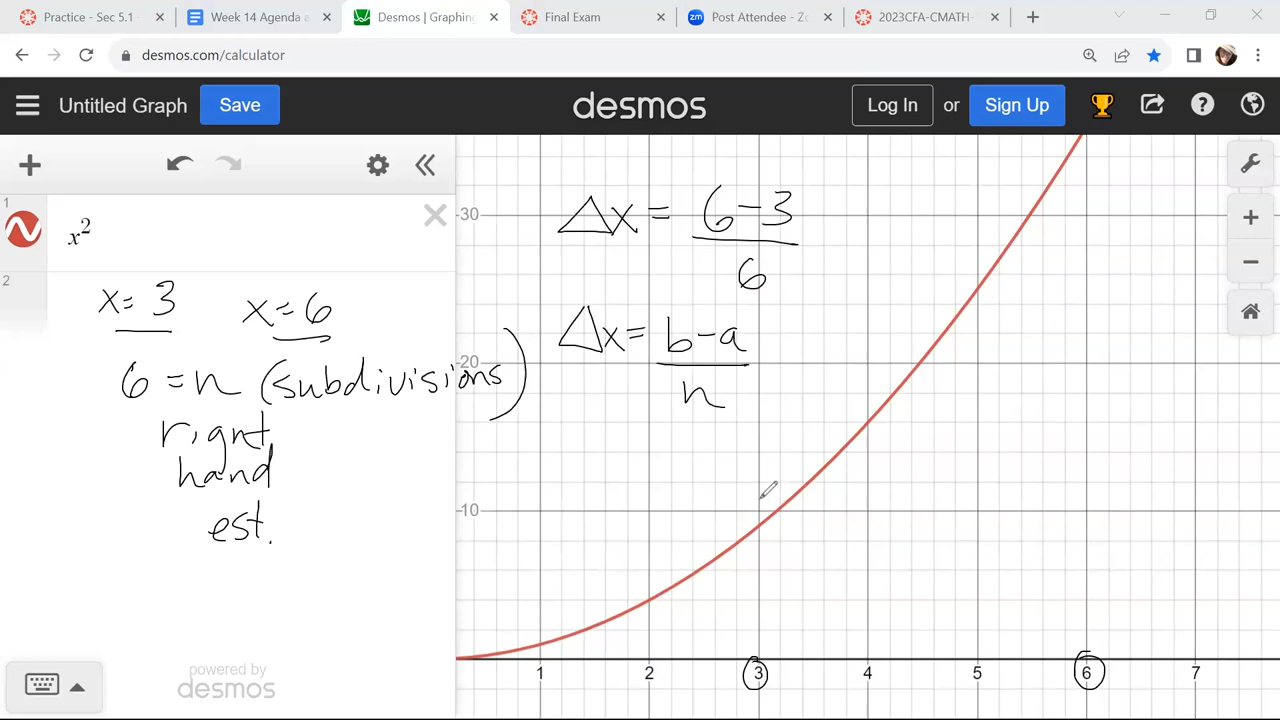 Practice - Sec 5.1 -
Week 14 Agenda a
Desmos | Graphing
Final Exam
Post Attendee - Zo
2023CFA-CMATH-
desmos.com/calculator
Untitled Graph
Save
desmos
Log In
or
Sign Up
1
x²
2
x= 3
x=6
6 = n (subdivisions)
right
hand
est.
powered by
desmos
△x = 6-3
6
△x = b-a
n
30
20
10
1 2 3 4 5 6 7